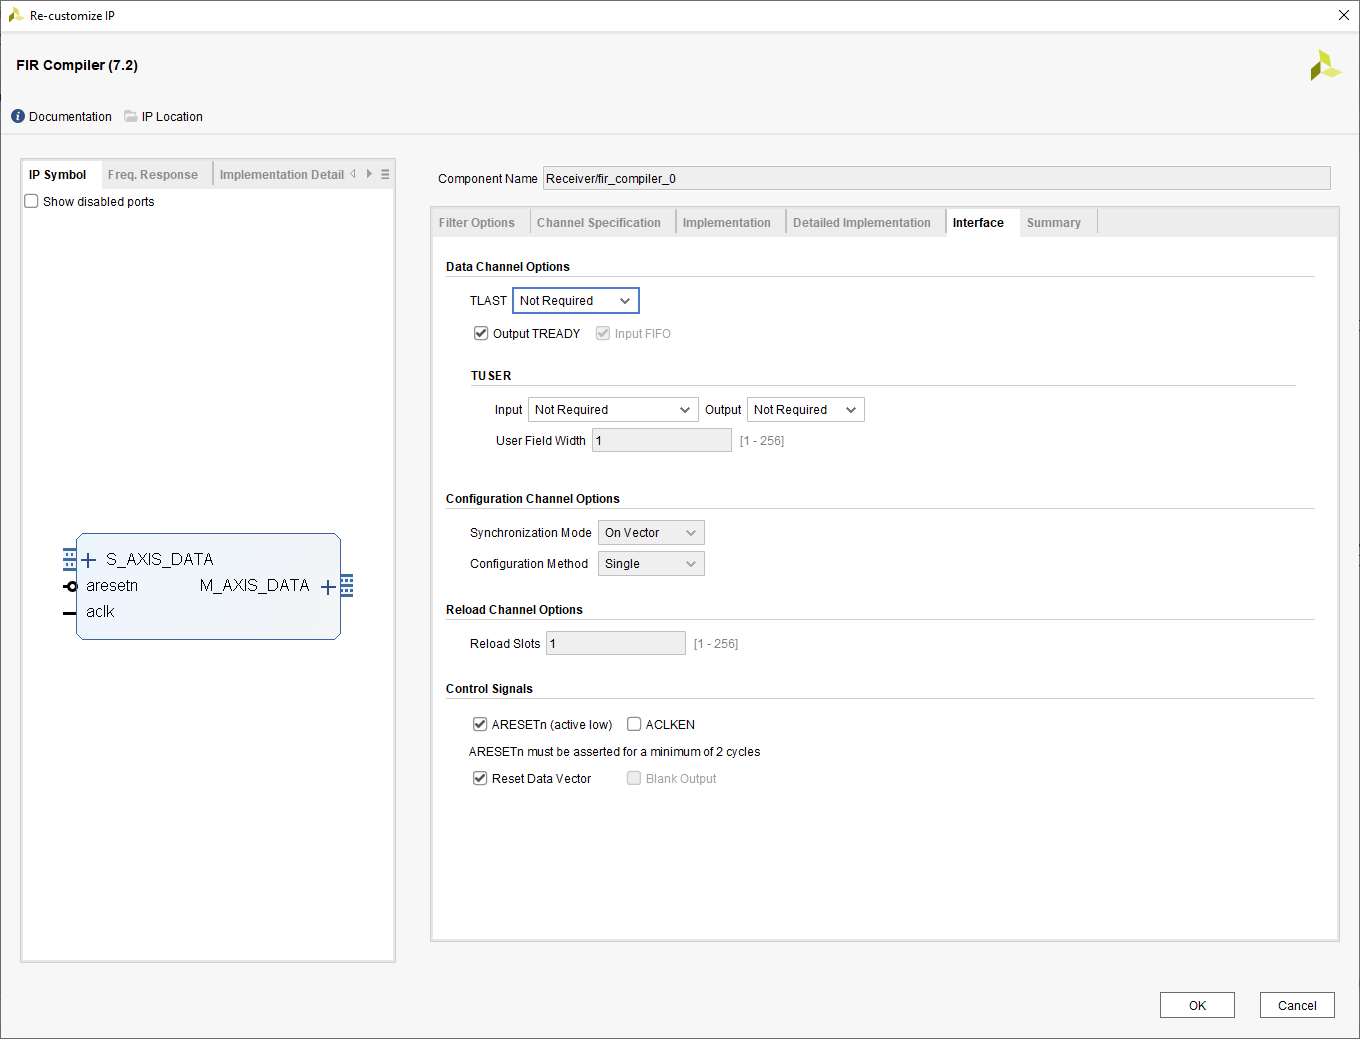 Re-customize IP
FIR Compiler (7.2)
Documentation IP Location
IP Symbol Freq. Response Implementation Detail
Show disabled ports
S_AXIS_DATA
aresetn M_AXIS_DATA
aclk
Component Name Receiver/fir_compiler_0
Filter Options Channel Specification Implementation Detailed Implementation Interface Summary
Data Channel Options
TLAST Not Required
Output TREADY Input FIFO
TUSER
Input Not Required Output Not Required
User Field Width 1 [1 - 256]
Configuration Channel Options
Synchronization Mode On Vector
Configuration Method Single
Reload Channel Options
Reload Slots 1 [1 - 256]
Control Signals
ARESETn (active low) ACLKEN
ARESETn must be asserted for a minimum of 2 cycles
Reset Data Vector Blank Output
OK Cancel